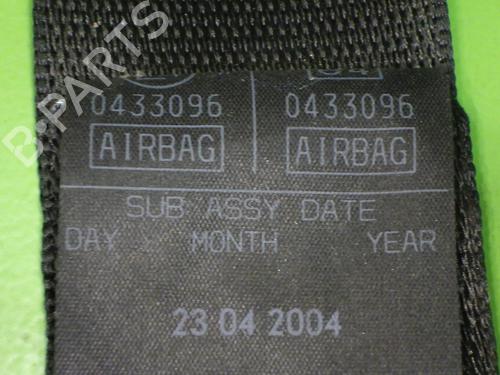 B-PARTS
0433096 0433096
AIRBAG AIRBAG
SUB ASSY DATE
DAY MONTH YEAR
23 04 2004